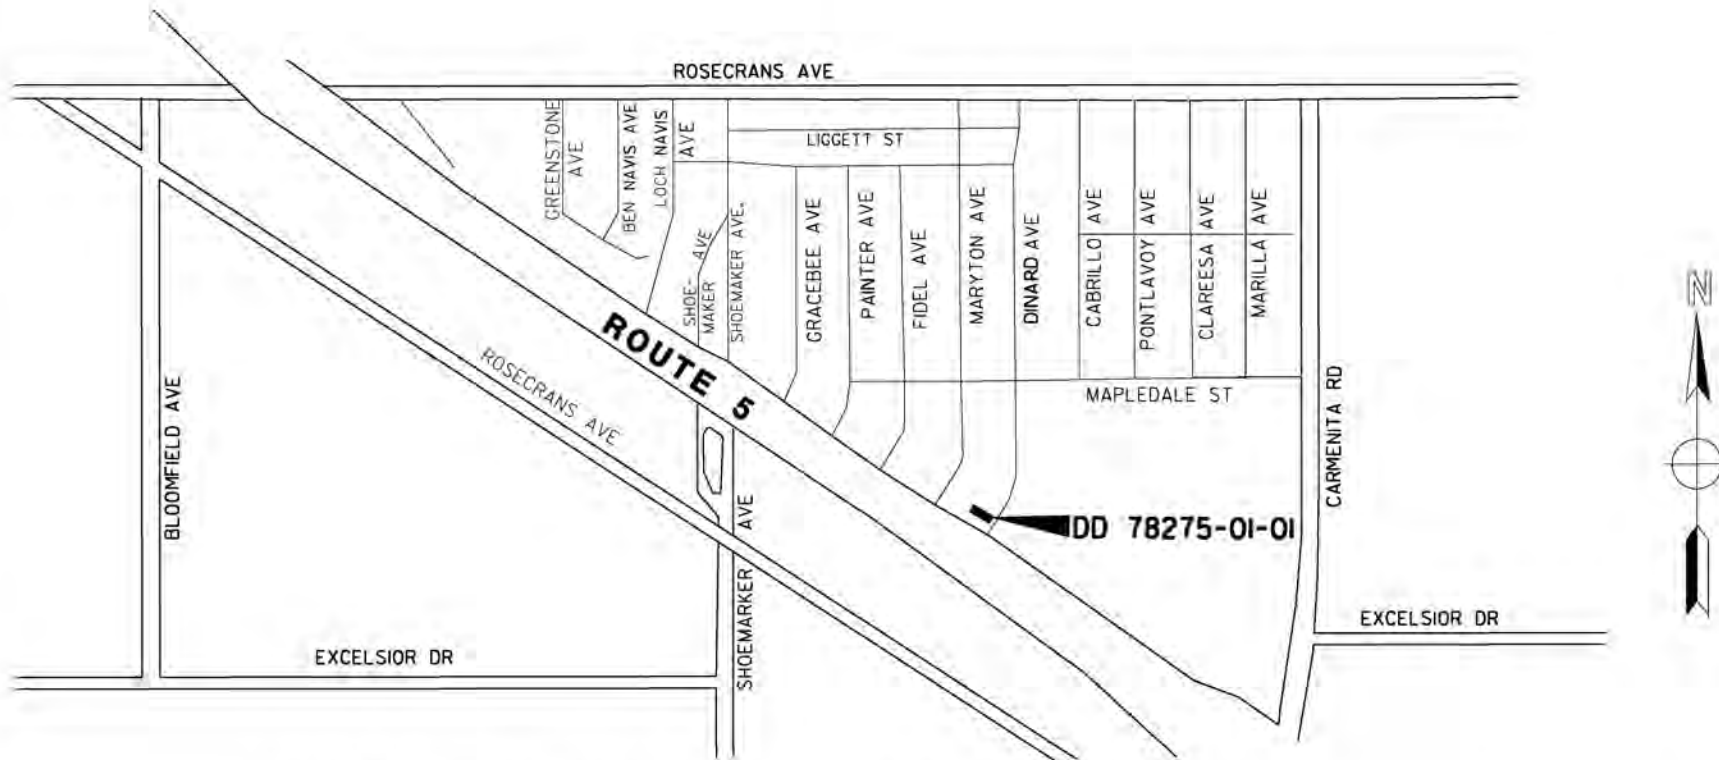 ROSECRANS AVE
LIGGETT ST
GREENSTONE
AVE
BEN NAVIS AVE
LOCH NAVIS
AVE
SHOE-
MAKER AVE
SHOEMAKER AVE.
GRACEBEE AVE
PAINTER AVE
FIDEL AVE
MARYTON AVE
DINARD AVE
CABRILLO AVE
PONTLAVOY AVE
CLAREESA AVE
MARILLA AVE
N
ROUTE 5
ROSECRANS AVE
MAPLEDALE ST
BLOOMFIELD AVE
CARMENITA RD
DD 78275-01-01
SHOEMARKER AVE
EXCELSIOR DR
EXCELSIOR DR